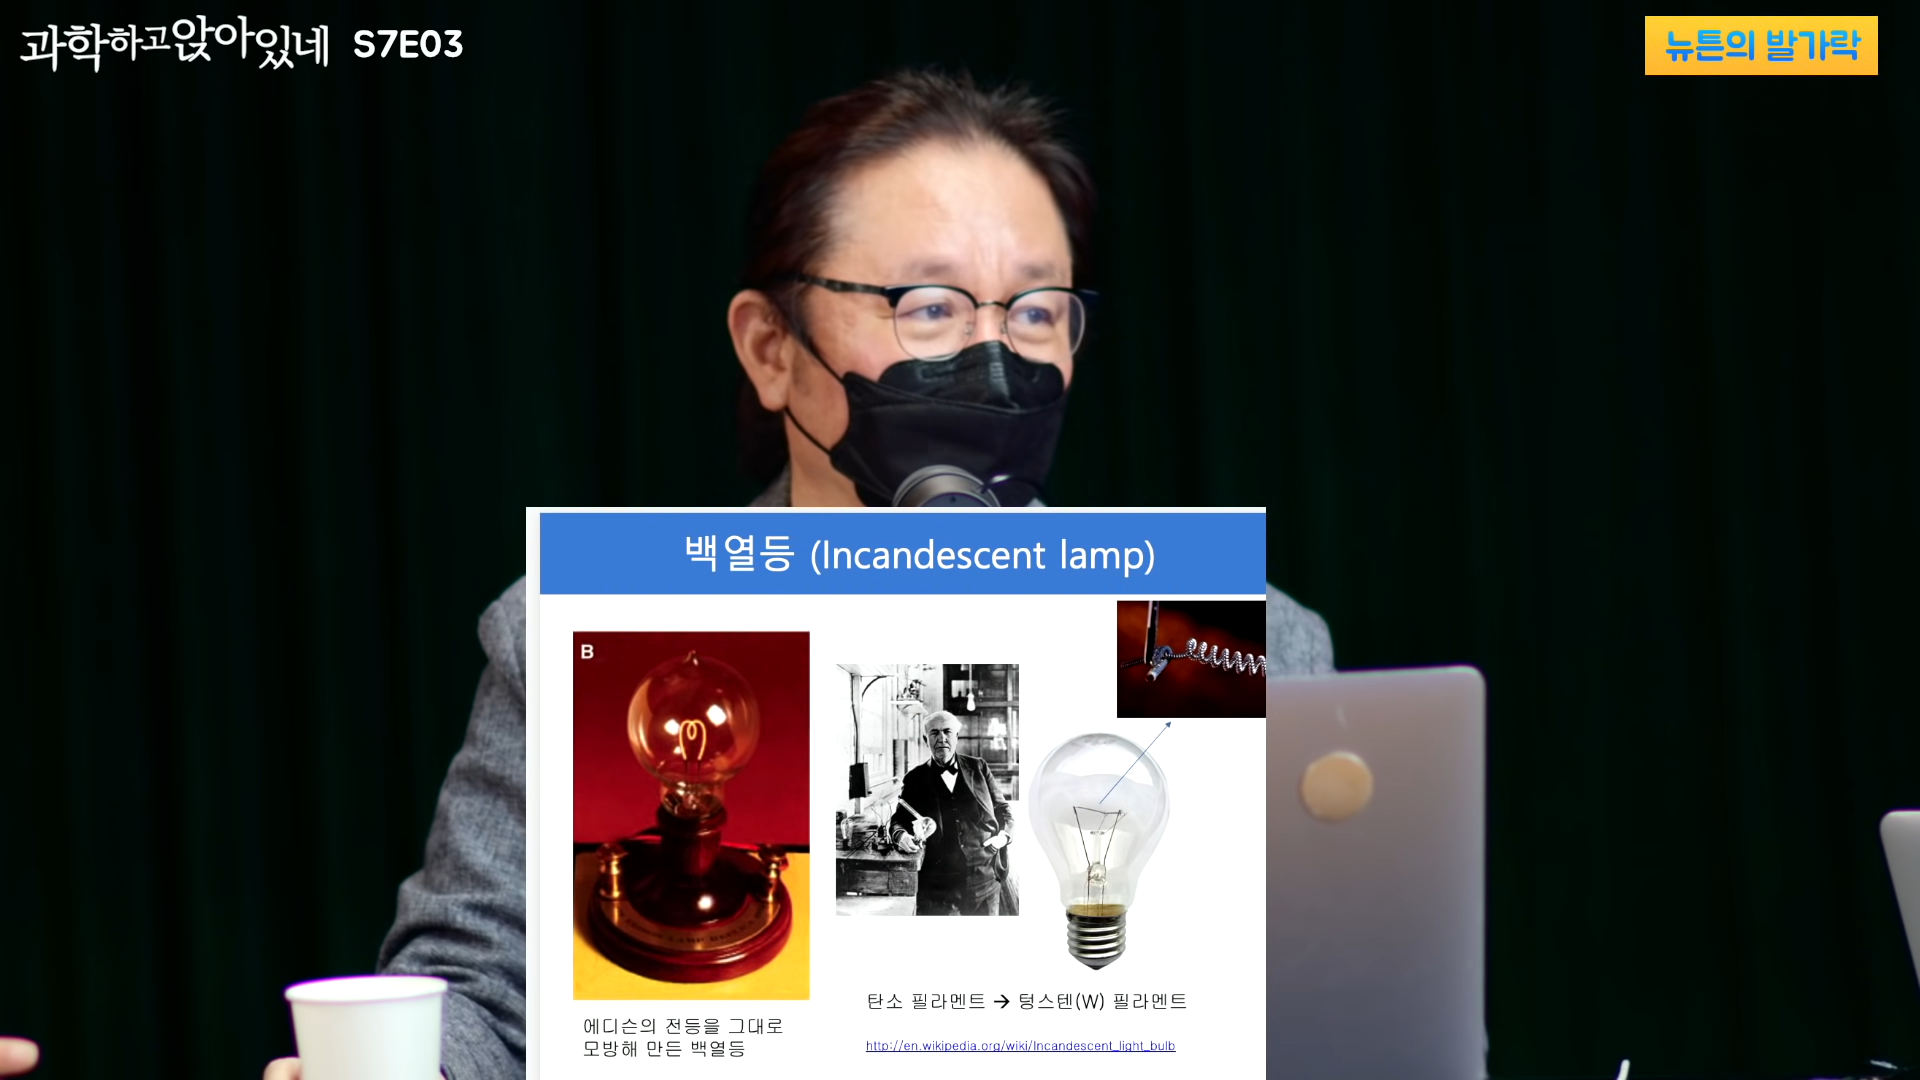 과학하고앉아있네 S7E03
뉴튼의 발가락
백열등 (Incandescent lamp)
B
탄소 필라멘트 → 텅스텐(W) 필라멘트
에디슨의 전등을 그대로
모방해 만든 백열등
http://en.wikipedia.org/wiki/Incandescent_light_bulb